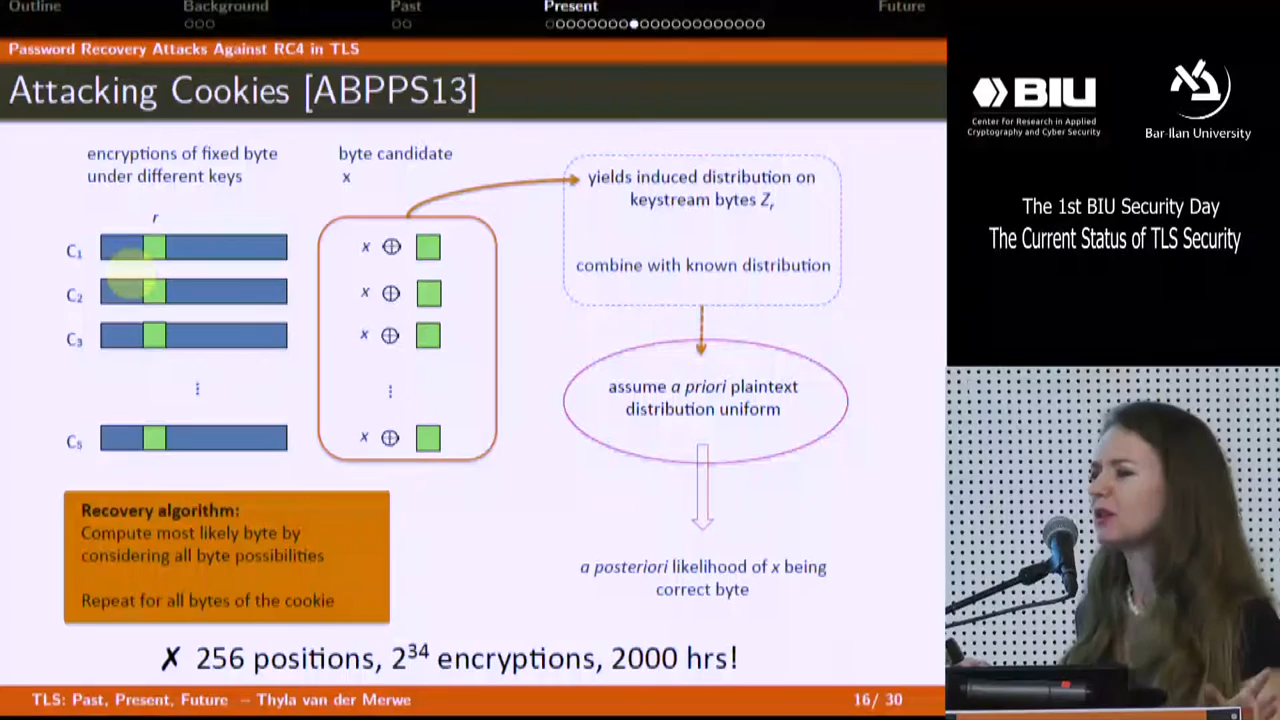 Outline
Background
Past
Present
Future
Password Recovery Attacks Against RC4 in TLS
Attacking Cookies [ABPPS13]
encryptions of fixed byte
under different keys
byte candidate
x
r
C₁
C₂
C₃
⋮
C₅
x ⊕
x ⊕
x ⊕
⋮
x ⊕
yields induced distribution on
keystream bytes Zᵣ
combine with known distribution
assume a priori plaintext
distribution uniform
a posteriori likelihood of x being
correct byte
Recovery algorithm:
Compute most likely byte by
considering all byte possibilities
Repeat for all bytes of the cookie
✗ 256 positions, 2³⁴ encryptions, 2000 hrs!
TLS: Past, Present, Future – Thyla van der Merwe
16/ 30
BIU
Center for Research in Applied
Cryptography and Cyber Security
Bar-Ilan University
The 1st BIU Security Day
The Current Status of TLS Security